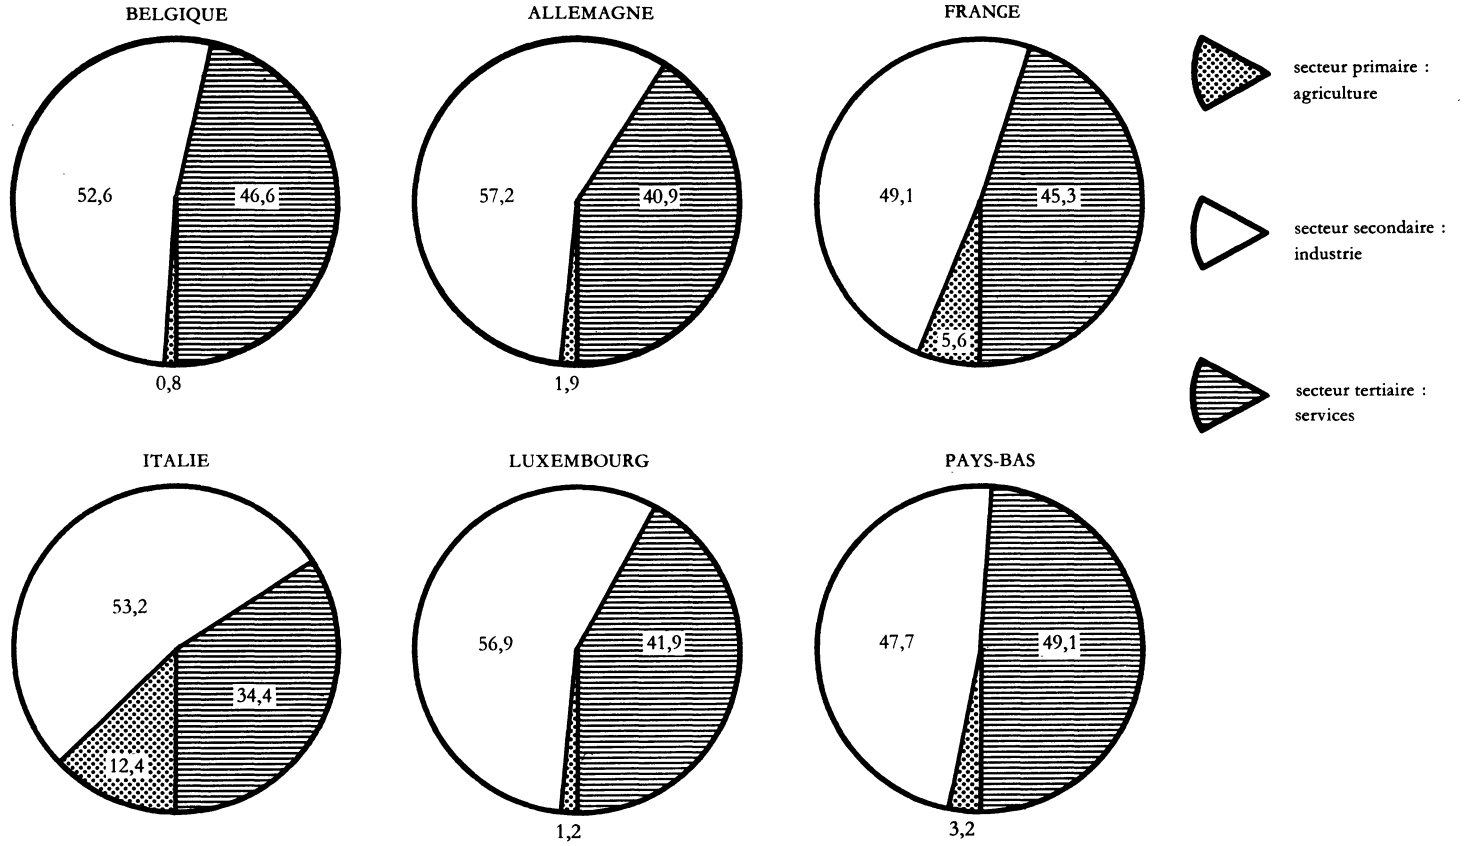 BELGIQUE
ALLEMAGNE
FRANCE
52,6
46,6
0,8
57,2
40,9
1,9
49,1
45,3
5,6
secteur primaire :
agriculture
secteur secondaire :
industrie
secteur tertiaire :
services
ITALIE
LUXEMBOURG
PAYS-BAS
53,2
34,4
12,4
56,9
41,9
1,2
47,7
49,1
3,2